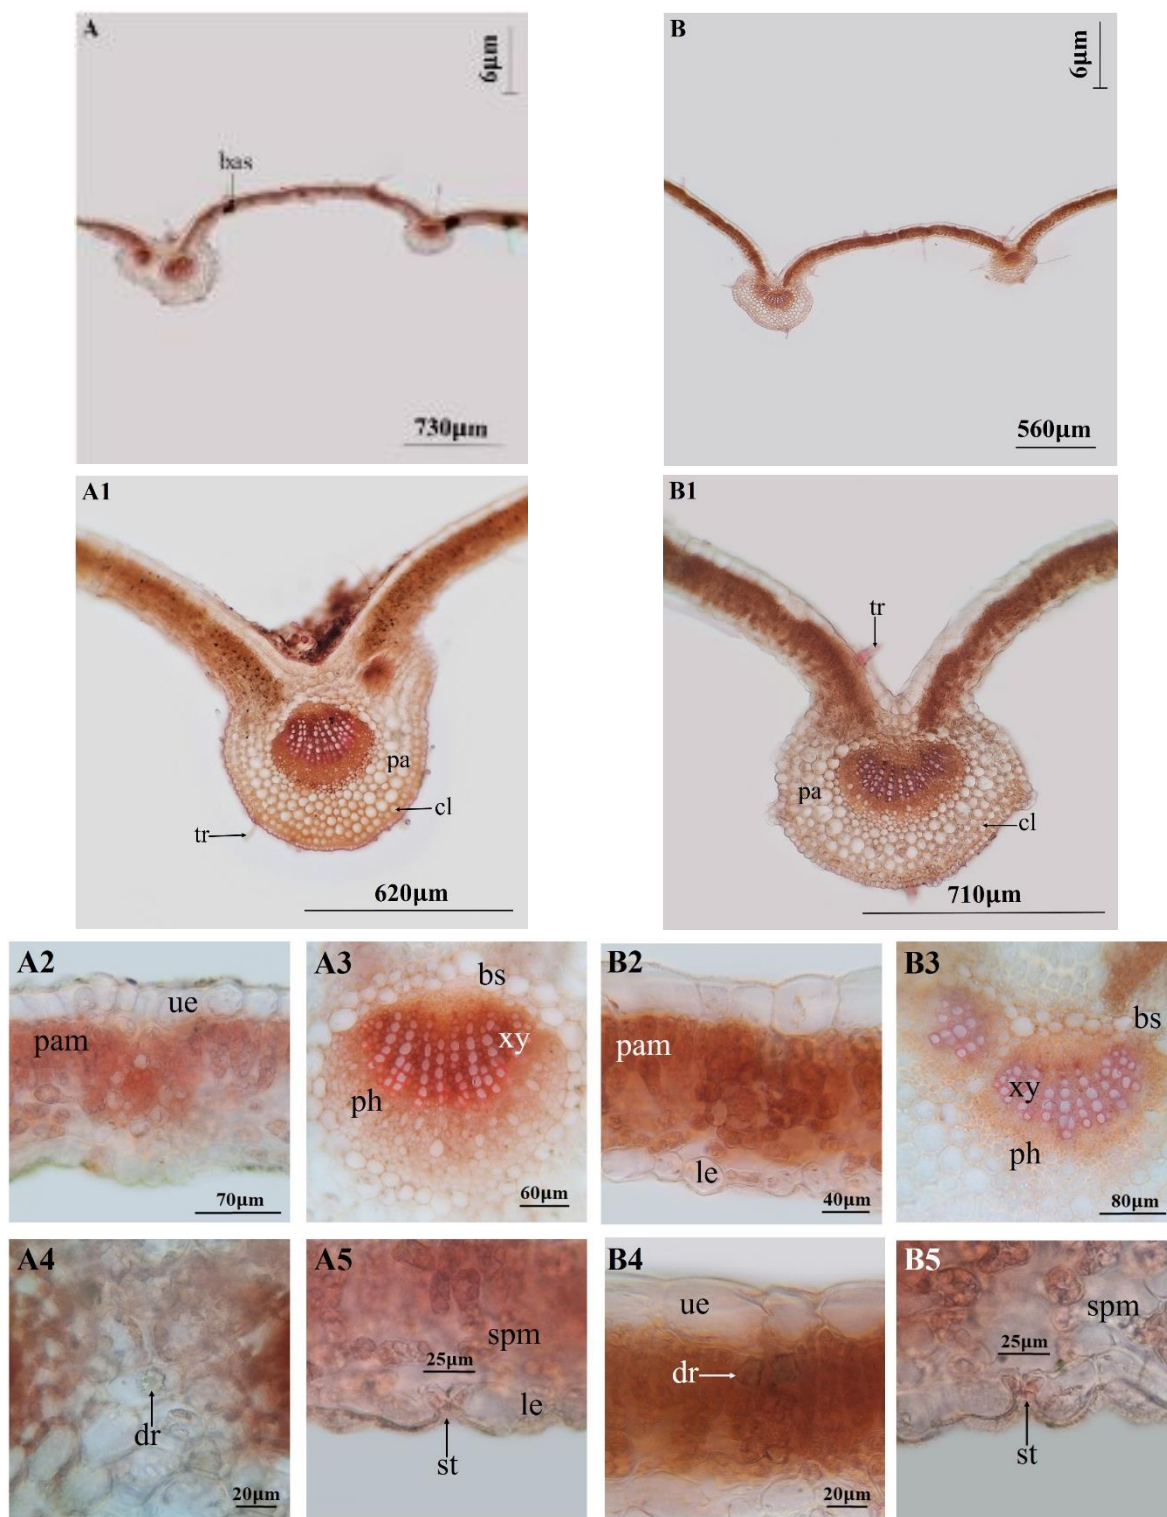 A
6μm
bas
730μm
B
6μm
560μm
A1
pa
cl
tr
620μm
B1
tr
pa
cl
710μm
A2
ue
pam
70μm
A3
bs
xy
ph
60μm
B2
pam
le
40μm
B3
bs
xy
ph
80μm
A4
dr
20μm
A5
spm
25μm
le
st
B4
ue
dr
20μm
B5
spm
25μm
st